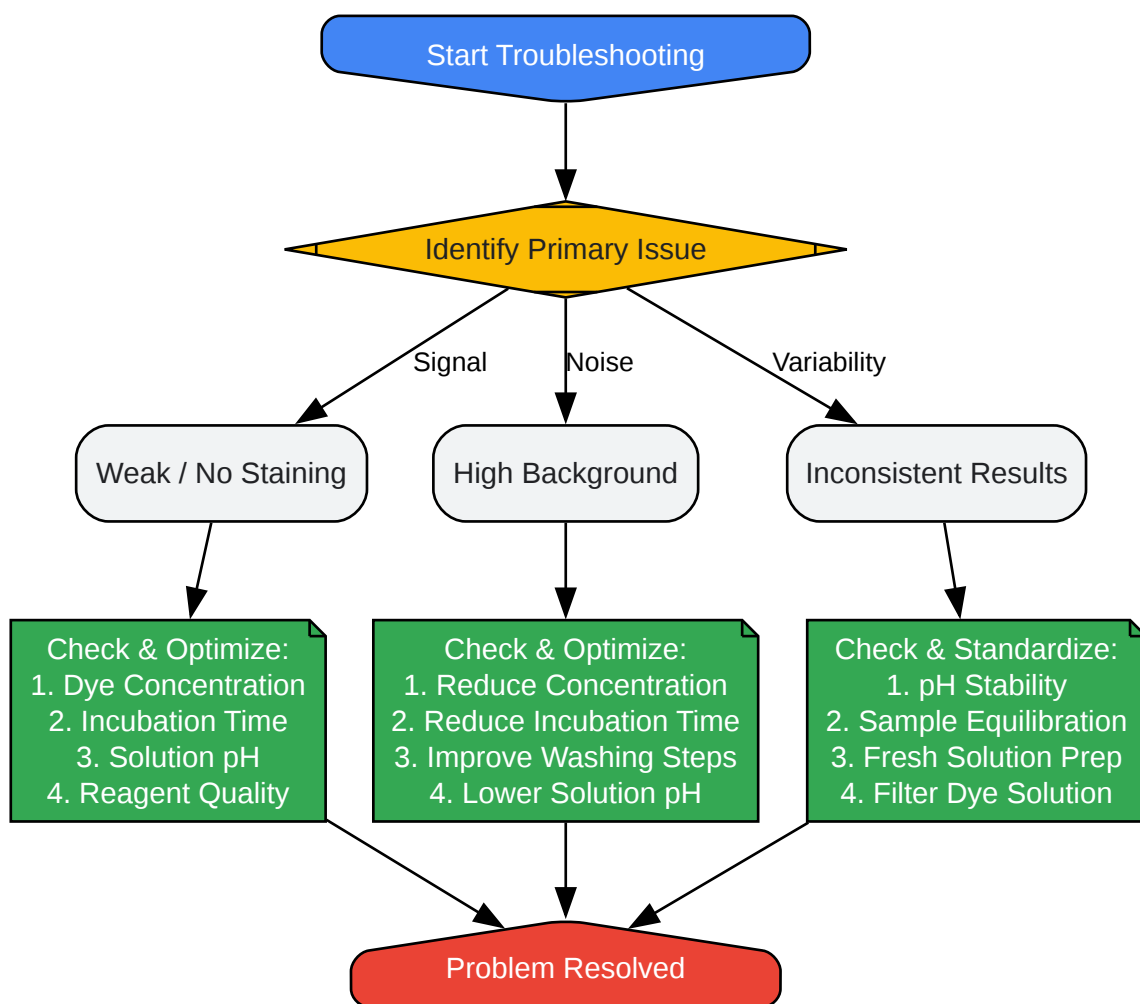 Start Troubleshooting
Identify Primary Issue
Signal
Noise
Variability
Weak / No Staining
High Background
Inconsistent Results
Check & Optimize:
1. Dye Concentration
2. Incubation Time
3. Solution pH
4. Reagent Quality
Check & Optimize:
1. Reduce Concentration
2. Reduce Incubation Time
3. Improve Washing Steps
4. Lower Solution pH
Check & Standardize:
1. pH Stability
2. Sample Equilibration
3. Fresh Solution Prep
4. Filter Dye Solution
Problem Resolved